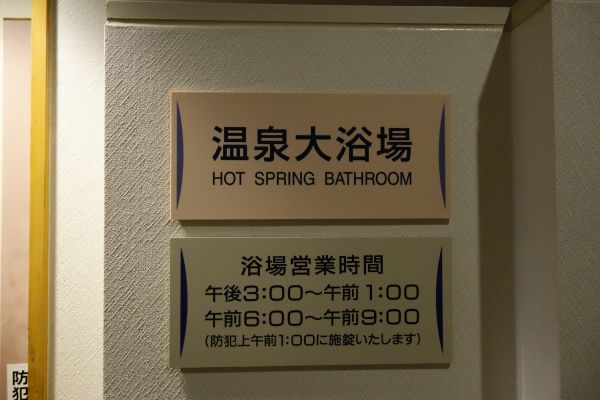 温泉大浴場
HOT SPRING BATHROOM
浴場営業時間
午後3:00～午前1:00
午前6:00～午前9:00
(防犯上午前1:00に施錠いたします)
防犯